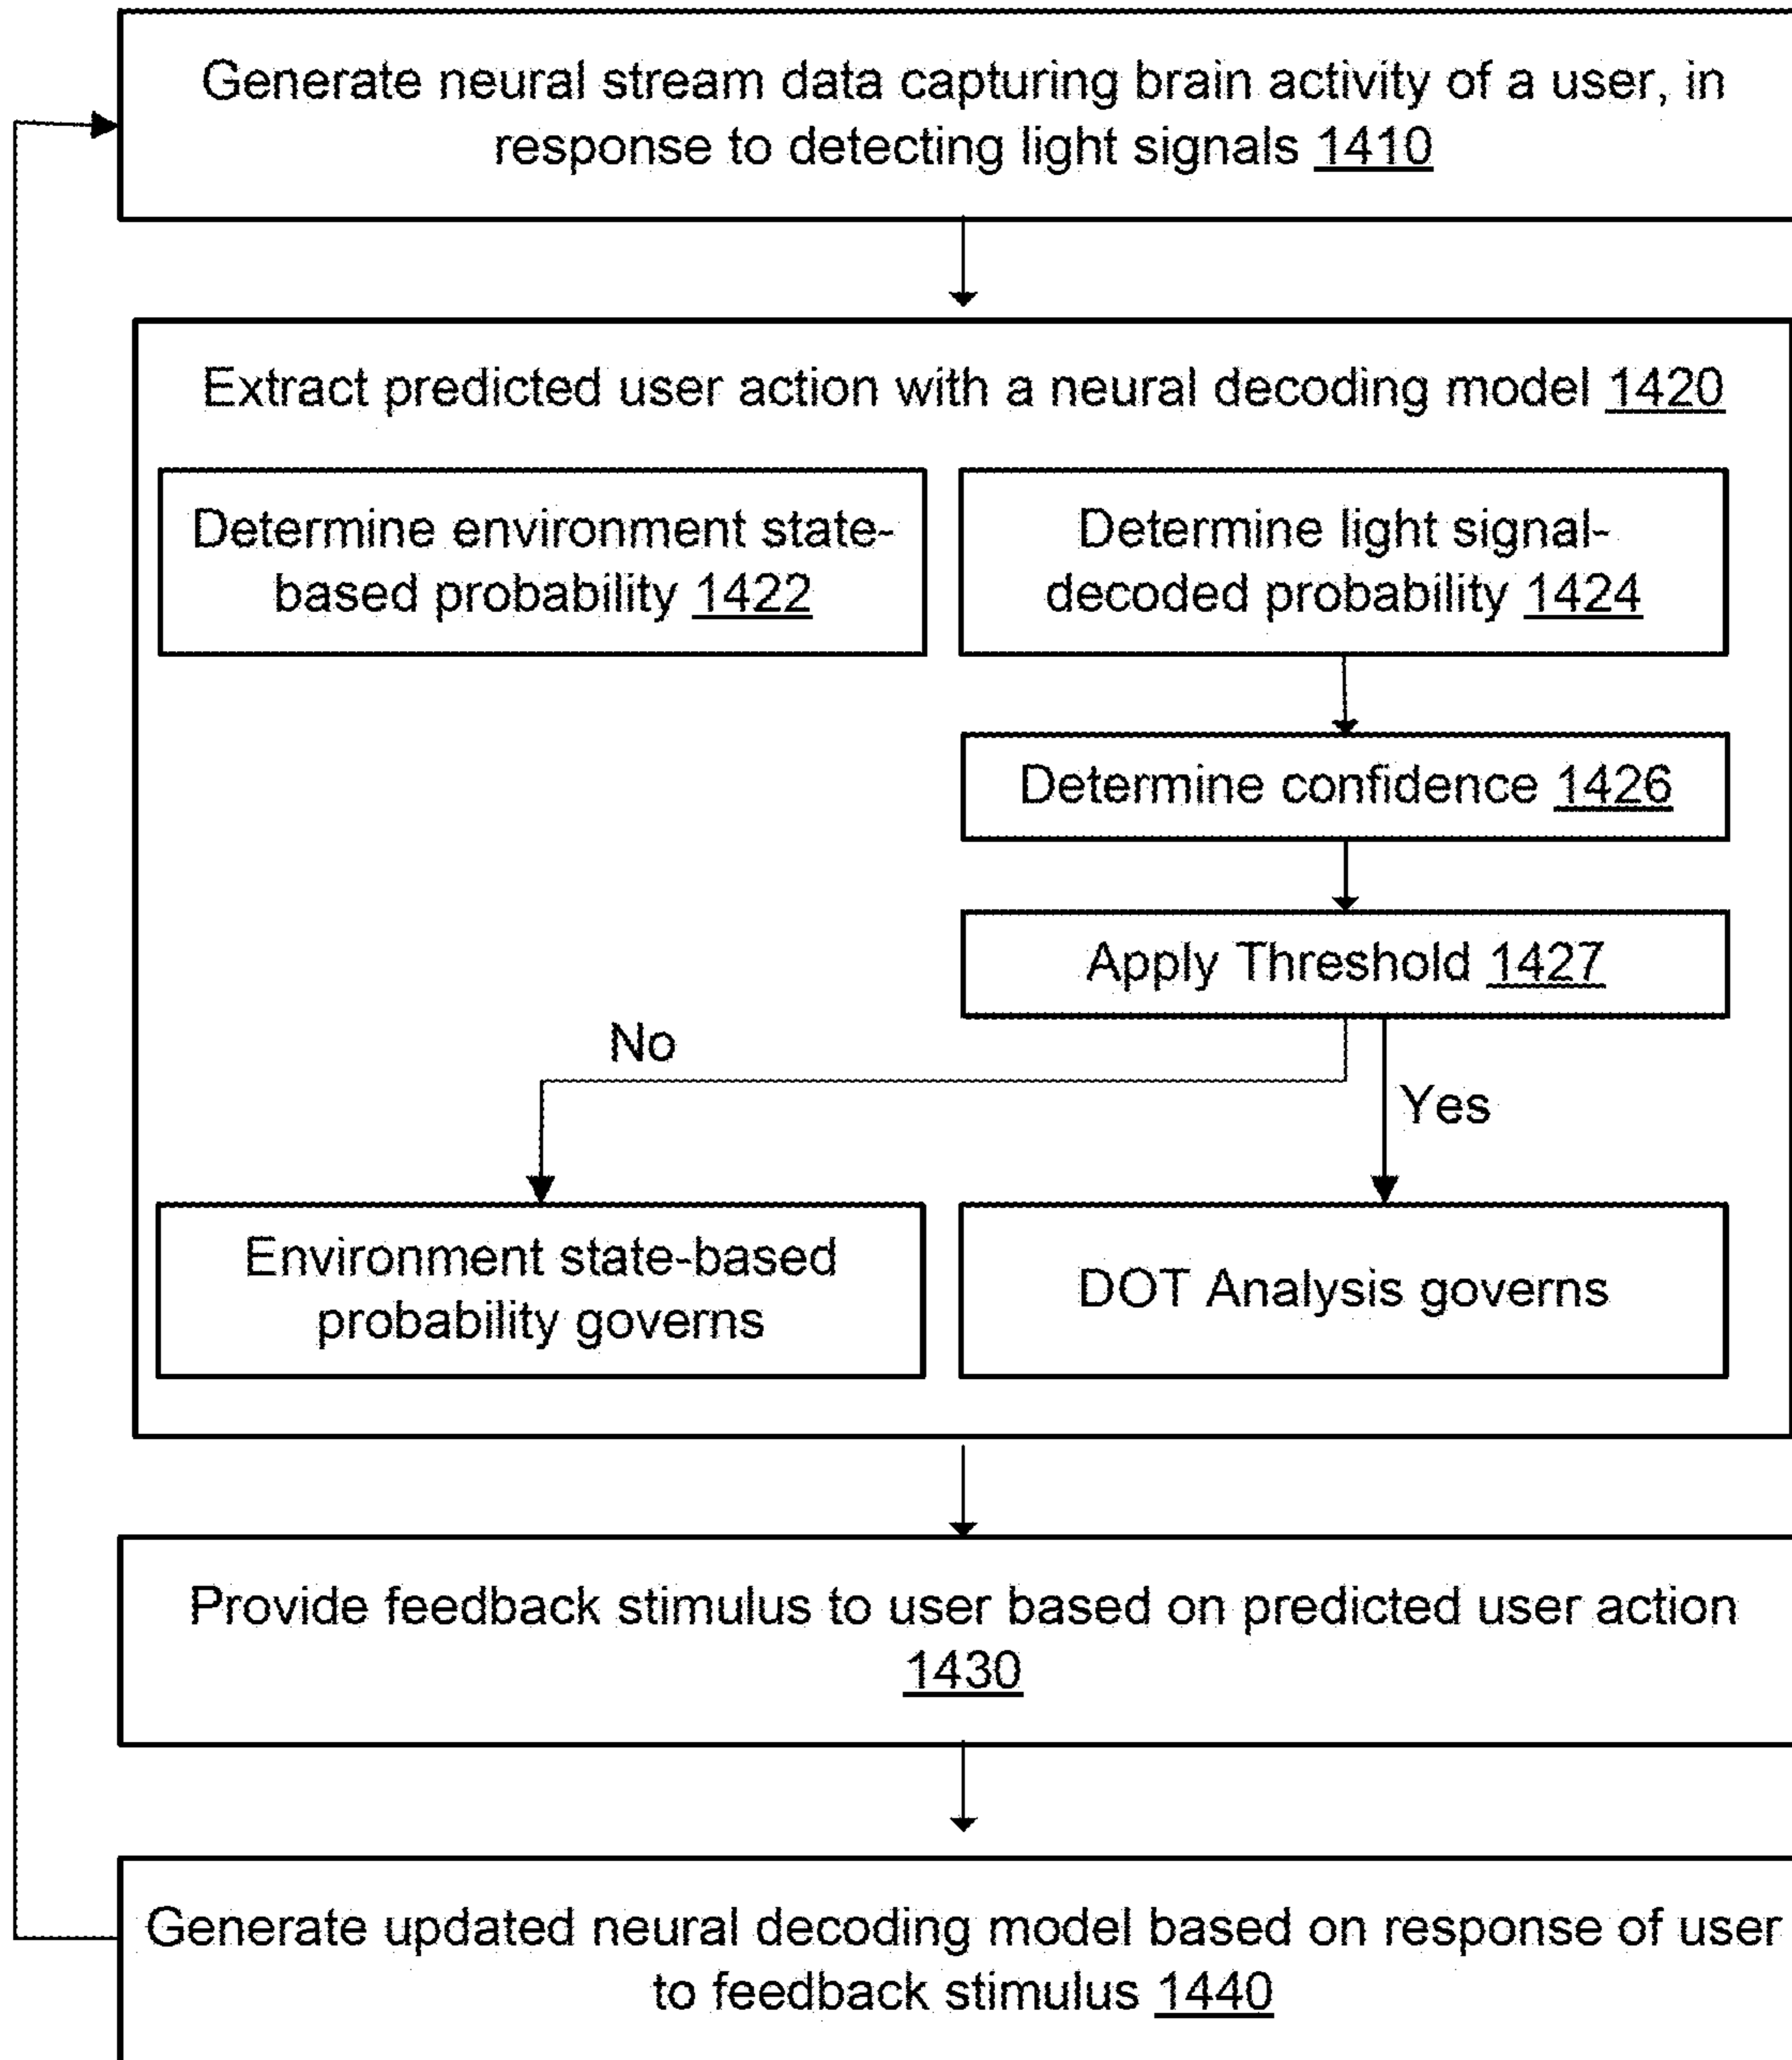 Generate neural stream data capturing brain activity of a user, in
response to detecting light signals 1410
Extract predicted user action with a neural decoding model 1420
Determine environment state-
based probability 1422
Determine light signal-
decoded probability 1424
Determine confidence 1426
Apply Threshold 1427
No
Yes
Environment state-based
probability governs
DOT Analysis governs
Provide feedback stimulus to user based on predicted user action
1430
Generate updated neural decoding model based on response of user
to feedback stimulus 1440